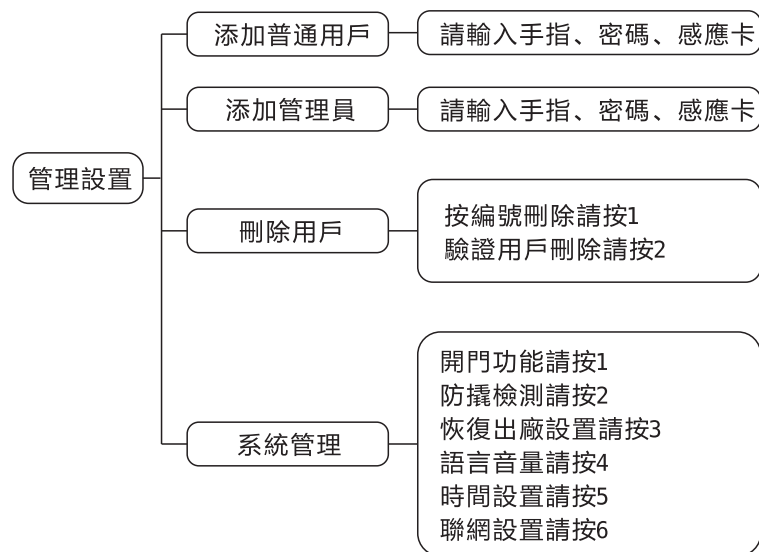 添加普通用戶
請輸入手指、密碼、感應卡
添加管理員
請輸入手指、密碼、感應卡
管理設置
刪除用戶
按編號刪除請按1
驗證用戶刪除請按2
系統管理
開門功能請按1
防撬檢測請按2
恢復出廠設置請按3
語言音量請按4
時間設置請按5
聯網設置請按6